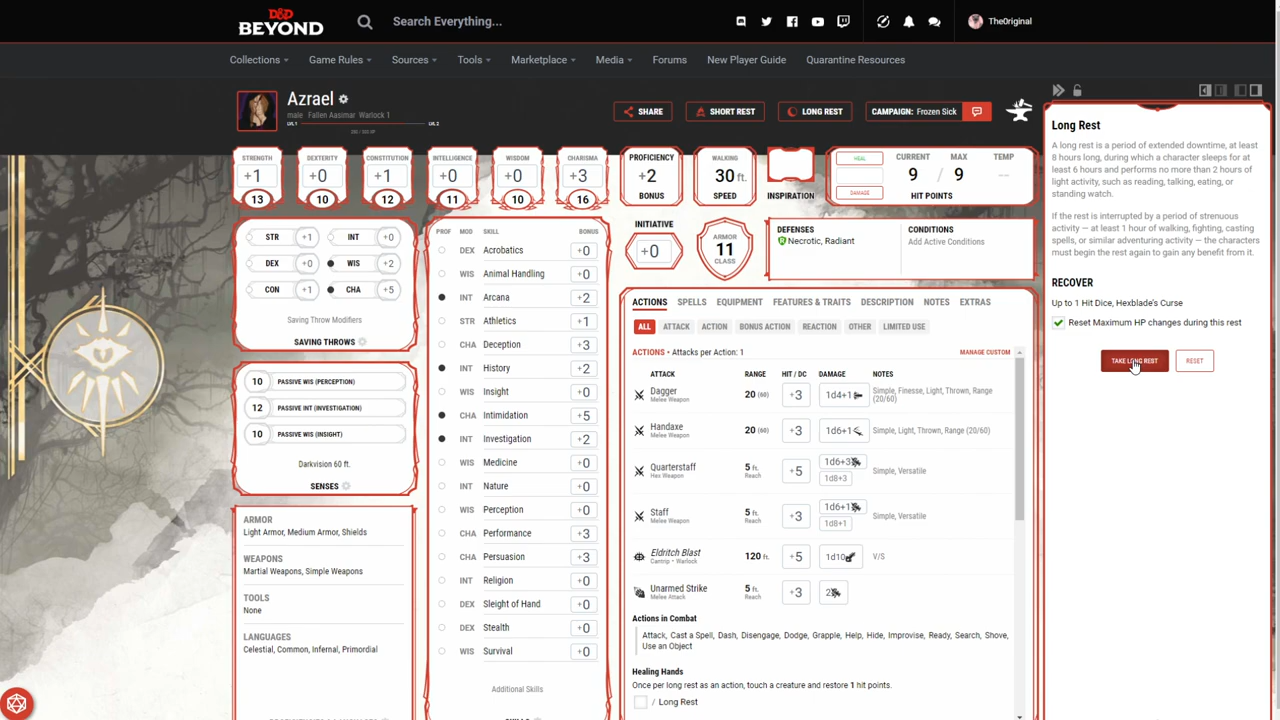 D&D
BEYOND
Search Everything...
The0riginal
Collections
Game Rules
Sources
Tools
Marketplace
Media
Forums
New Player Guide
Quarantine Resources
Azrael
male Fallen Aasimar Warlock 1
LVL 1
LVL 2
SHARE
SHORT REST
LONG REST
CAMPAIGN: Frozen Sick
STRENGTH
+1
13
DEXTERITY
+0
10
CONSTITUTION
+1
12
INTELLIGENCE
+0
11
WISDOM
+0
10
CHARISMA
+3
16
PROFICIENCY
+2
BONUS
WALKING
30 ft.
SPEED
INSPIRATION
HEAL
DAMAGE
CURRENT
9
/
MAX
9
TEMP
--
HIT POINTS
STR +1
INT +0
DEX +0
WIS +2
CON +1
CHA +5
Saving Throw Modifiers
SAVING THROWS
10 PASSIVE WIS (PERCEPTION)
12 PASSIVE INT (INVESTIGATION)
10 PASSIVE WIS (INSIGHT)
Darkvision 60 ft.
SENSES
ARMOR
Light Armor, Medium Armor, Shields
WEAPONS
Martial Weapons, Simple Weapons
TOOLS
None
LANGUAGES
Celestial, Common, Infernal, Primordial
PROF MOD SKILL BONUS
DEX Acrobatics +0
WIS Animal Handling +0
INT Arcana +2
STR Athletics +1
CHA Deception +3
INT History +2
WIS Insight +0
CHA Intimidation +5
INT Investigation +2
WIS Medicine +0
INT Nature +0
WIS Perception +0
CHA Performance +3
CHA Persuasion +3
INT Religion +0
DEX Sleight of Hand +0
DEX Stealth +0
WIS Survival +0
Additional Skills
INITIATIVE
+0
ARMOR
11
CLASS
DEFENSES
Necrotic, Radiant
CONDITIONS
Add Active Conditions
ACTIONS SPELLS EQUIPMENT FEATURES & TRAITS DESCRIPTION NOTES EXTRAS
ALL ATTACK ACTION BONUS ACTION REACTION OTHER LIMITED USE
ACTIONS • Attacks per Action: 1
MANAGE CUSTOM
ATTACK RANGE HIT / DC DAMAGE NOTES
Dagger
Melee Weapon
20 (60)
+3
1d4+1
Simple, Finesse, Light, Thrown, Range
(20/60)
Handaxe
Melee Weapon
20 (60)
+3
1d6+1
Simple, Light, Thrown, Range (20/60)
Quarterstaff
Hex Weapon
5 ft.
Reach
+5
1d6+3
1d8+3
Simple, Versatile
Staff
Melee Weapon
5 ft.
Reach
+3
1d6+1
1d8+1
Simple, Versatile
Eldritch Blast
Cantrip • Warlock
120 ft.
+5
1d10
V/S
Unarmed Strike
Melee Attack
5 ft.
Reach
+3
2
Actions in Combat
Attack, Cast a Spell, Dash, Disengage, Dodge, Grapple, Help, Hide, Improvise, Ready, Search, Shove,
Use an Object
Healing Hands
Once per long rest as an action, touch a creature and restore 1 hit points.
/ Long Rest
Long Rest
A long rest is a period of extended downtime, at least
8 hours long, during which a character sleeps for at
least 6 hours and performs no more than 2 hours of
light activity, such as reading, talking, eating, or
standing watch.
If the rest is interrupted by a period of strenuous
activity — at least 1 hour of walking, fighting, casting
spells, or similar adventuring activity — the characters
must begin the rest again to gain any benefit from it.
RECOVER
Up to 1 Hit Dice, Hexblade's Curse
Reset Maximum HP changes during this rest
TAKE LONG REST
RESET